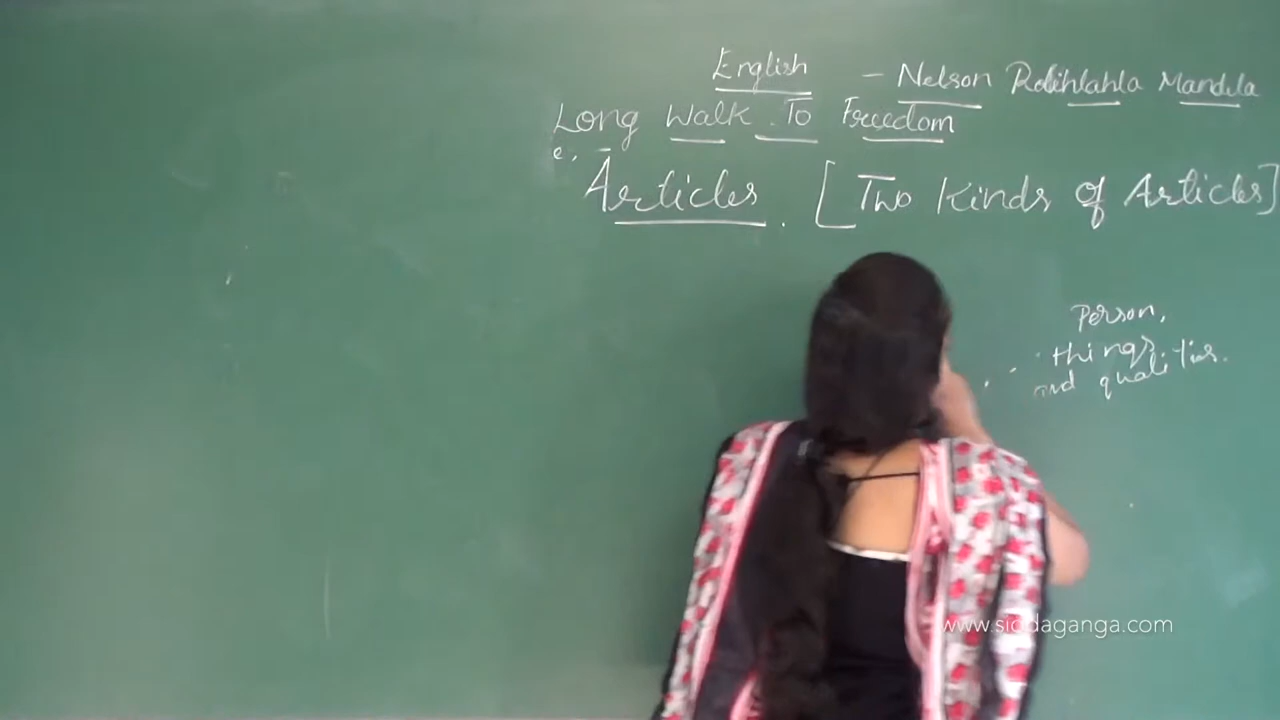 English - Nelson Rolihlahla Mandela
Long Walk To Freedom
e,
Articles. [Two Kinds of Articles]
Person,
things
and qualities.
www.siddaganga.com